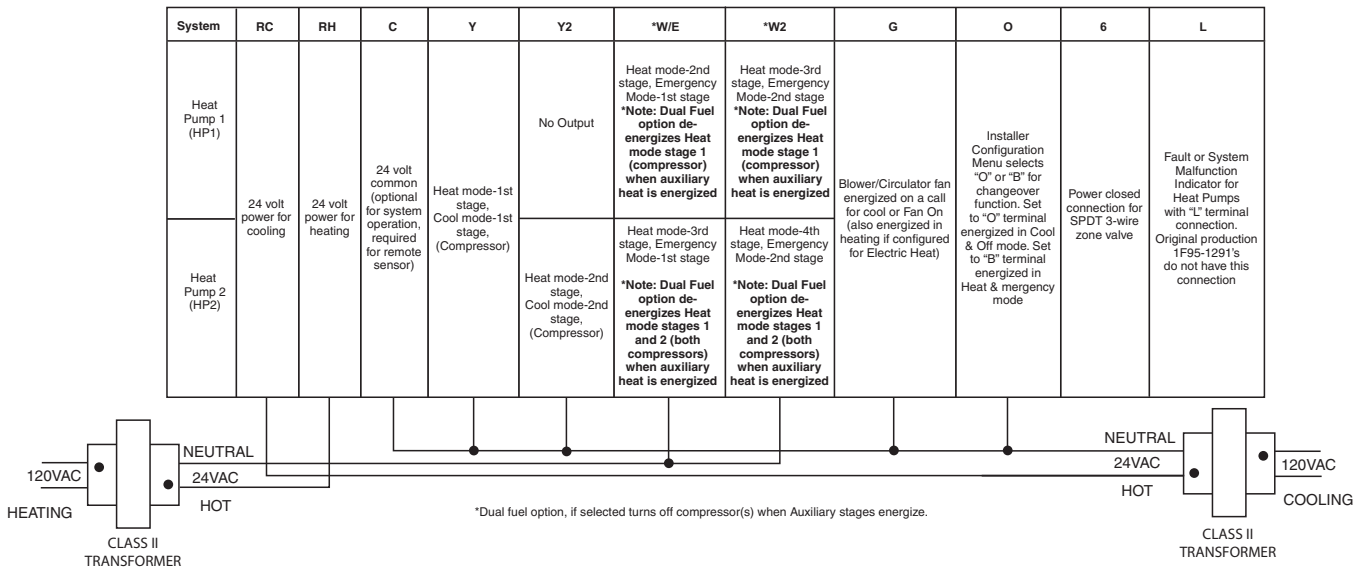 System
RC
RH
C
Y
Y2
*W/E
*W2
G
O
6
L
Heat
Pump 1
(HP1)
Heat
Pump 2
(HP2)
24 volt
power for
cooling
24 volt
power for
heating
24 volt
common
(optional
for system
operation,
required
for remote
sensor)
Heat mode-1st
stage,
Cool mode-1st
stage,
(Compressor)
No Output
Heat mode-2nd
stage,
Cool mode-2nd
stage,
(Compressor)
Heat mode-2nd
stage, Emergency
Mode-1st stage
*Note: Dual Fuel
option de-
energizes Heat
mode stage 1
(compressor)
when auxiliary
heat is energized
Heat mode-3rd
stage, Emergency
Mode-1st stage
*Note: Dual Fuel
option de-
energizes Heat
mode stages 1
and 2 (both
compressors)
when auxiliary
heat is energized
Heat mode-3rd
stage, Emergency
Mode-2nd stage
*Note: Dual Fuel
option de-
energizes Heat
mode stage 1
(compressor)
when auxiliary
heat is energized
Heat mode-4th
stage, Emergency
Mode-2nd stage
*Note: Dual Fuel
option de-
energizes Heat
mode stages 1
and 2 (both
compressors)
when auxiliary
heat is energized
Blower/Circulator fan
energized on a call
for cool or Fan On
(also energized in
heating if configured
for Electric Heat)
Installer
Configuration
Menu selects
“O” or “B” for
changeover
function. Set
to “O” terminal
energized in Cool
& Off mode. Set
to “B” terminal
energized in
Heat & mergency
mode
Power closed
connection for
SPDT 3-wire
zone valve
Fault or System
Malfunction
Indicator for
Heat Pumps
with “L” terminal
connection.
Original production
1F95-1291’s
do not have this
connection
120VAC
HEATING
NEUTRAL
24VAC
HOT
CLASS II
TRANSFORMER
*Dual fuel option, if selected turns off compressor(s) when Auxiliary stages energize.
NEUTRAL
24VAC
HOT
120VAC
COOLING
CLASS II
TRANSFORMER